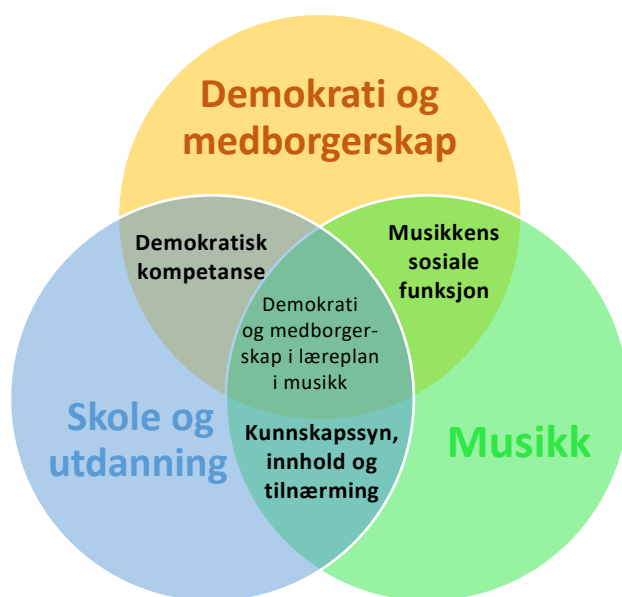 Demokrati og
medborgerskap
Demokratisk
kompetanse
Musikkens
sosiale
funksjon
Demokrati
og medborger-
skap i læreplan
i musikk
Skole og
utdanning
Kunnskapssyn,
innhold og
tilnærming
Musikk